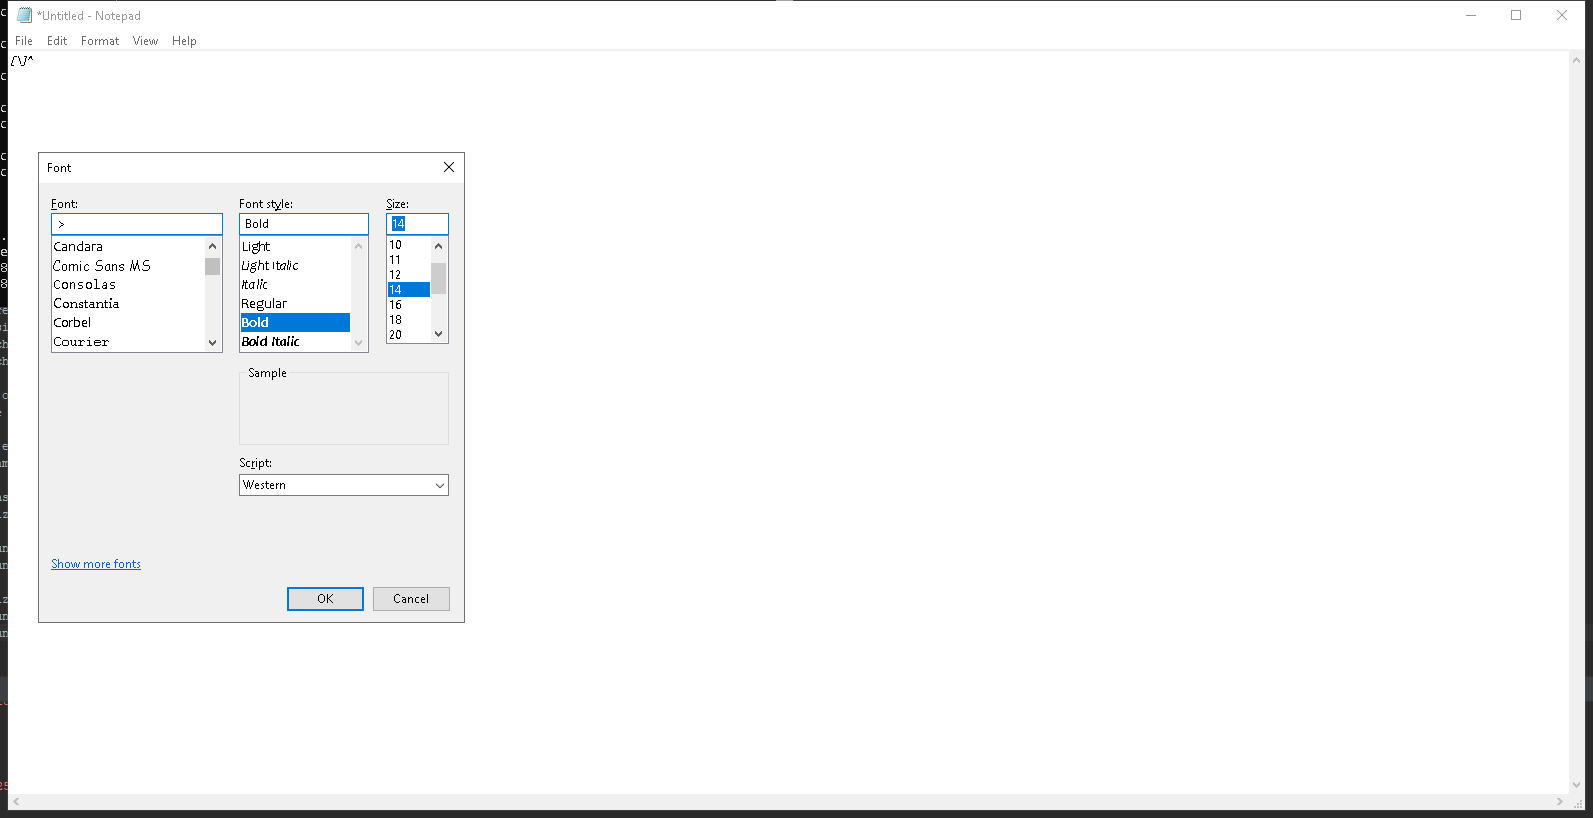 *Untitled - Notepad
File Edit Format View Help
[\]^
Font
Font: Font style: Size:
> Bold 14
Candara
Comic Sans MS
Consolas
Constantia
Corbel
Courier
Light
Light Italic
Italic
Regular
Bold
Bold Italic
10
11
12
14
16
18
20
Sample
Script:
Western
Show more fonts
OK Cancel